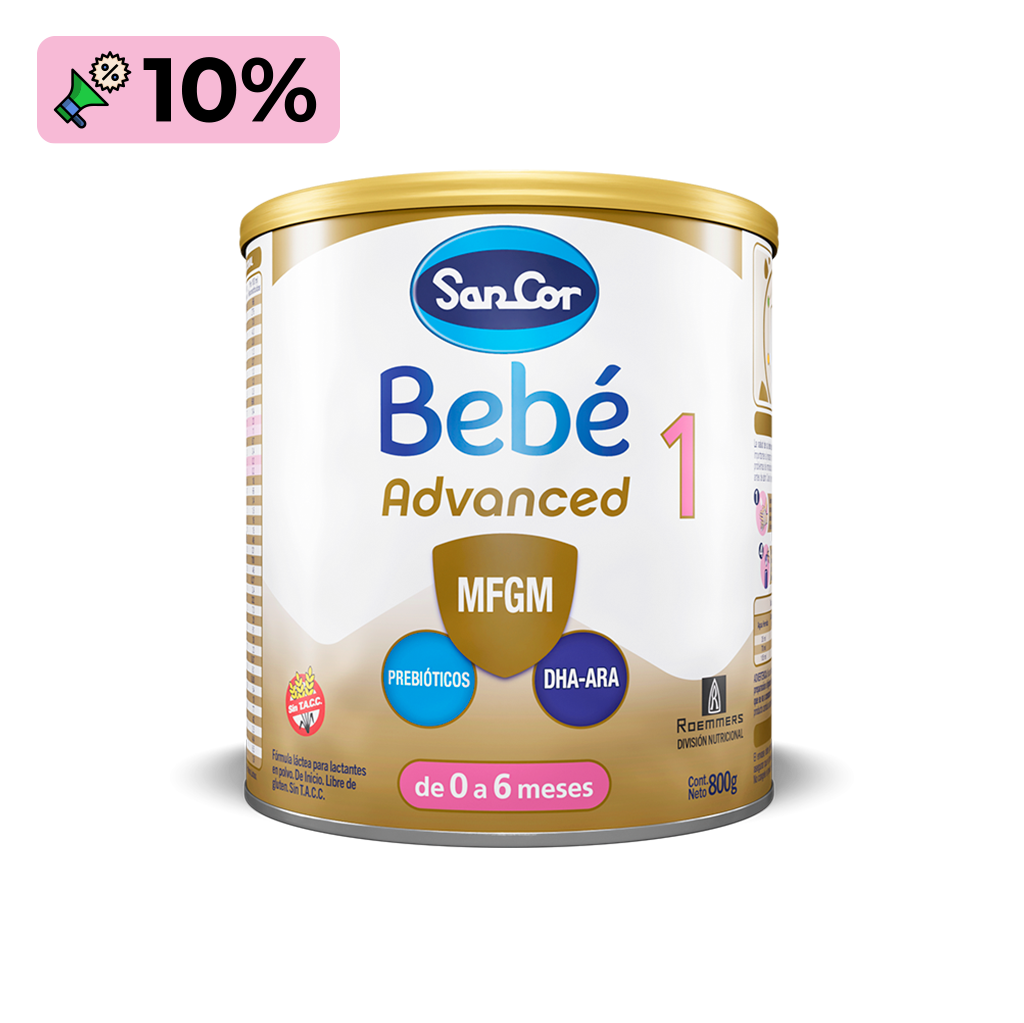 10%
SanCor
Bebé
1
Advanced
MFGM
PREBIÓTICOS
DHA-ARA
Sin T.A.C.C.
ROEMMERS
DIVISIÓN NUTRICIONAL
Fórmula láctea para lactantes
en polvo. De Inicio. Libre de
gluten. Sin T.A.C.C.
de 0 a 6 meses
Cont.
Neto 800g